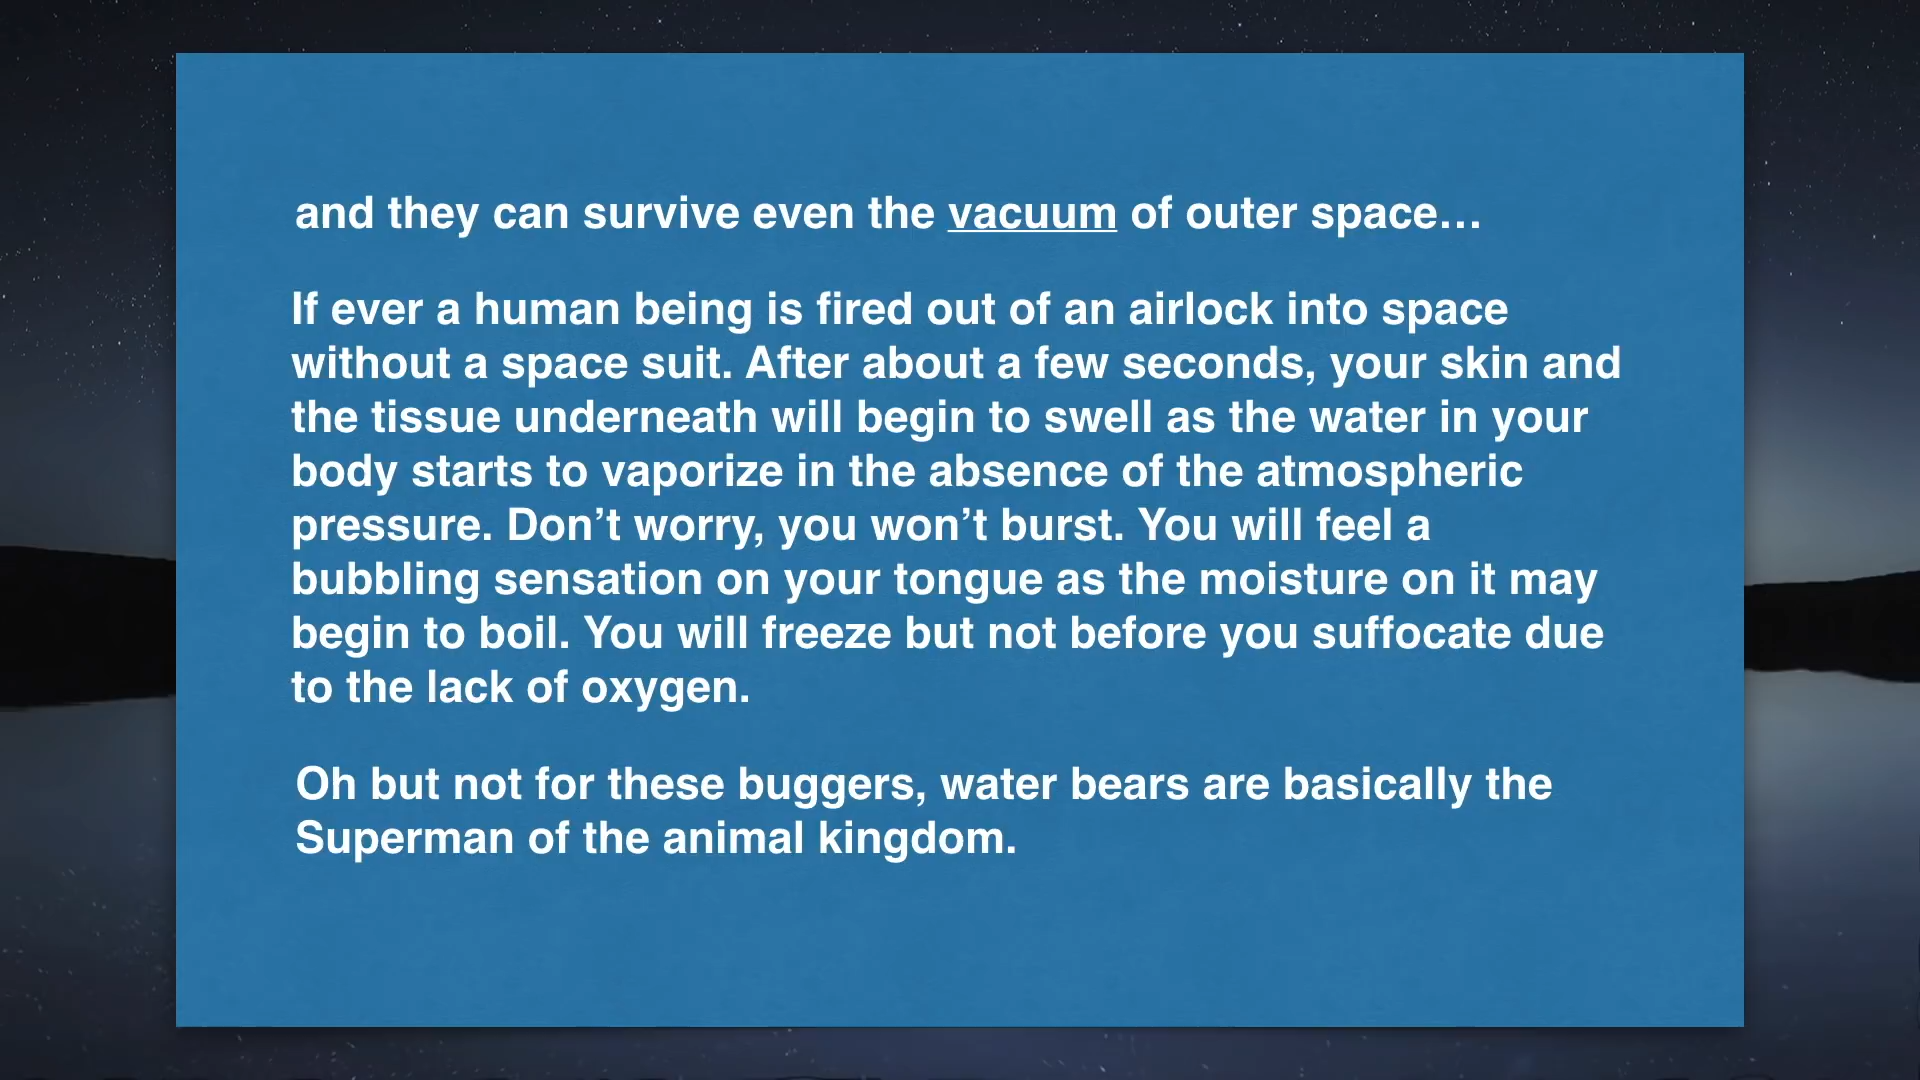 and they can survive even the vacuum of outer space…
If ever a human being is fired out of an airlock into space
without a space suit. After about a few seconds, your skin and
the tissue underneath will begin to swell as the water in your
body starts to vaporize in the absence of the atmospheric
pressure. Don’t worry, you won’t burst. You will feel a
bubbling sensation on your tongue as the moisture on it may
begin to boil. You will freeze but not before you suffocate due
to the lack of oxygen.
Oh but not for these buggers, water bears are basically the
Superman of the animal kingdom.